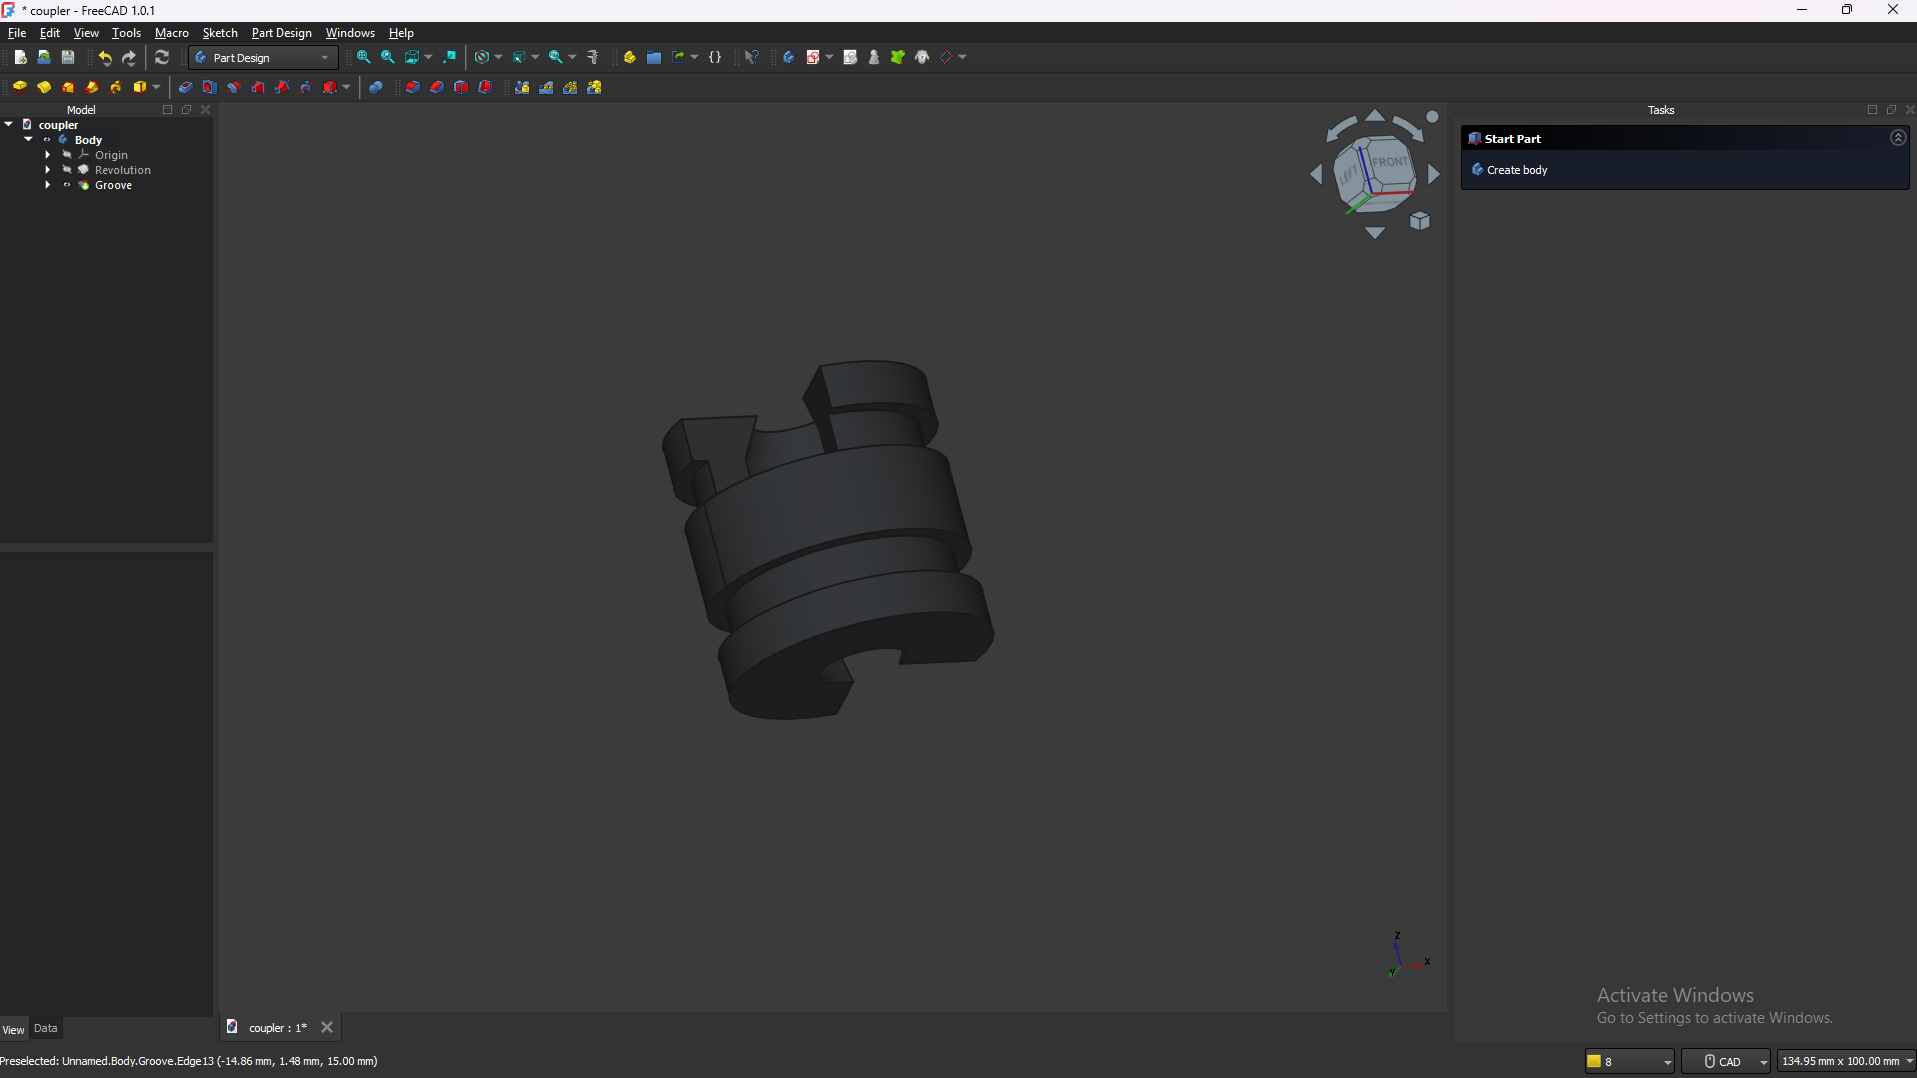 * coupler - FreeCAD 1.0.1
File Edit View Tools Macro Sketch Part Design Windows Help
Part Design
Model
Tasks
coupler
Body
Origin
Revolution
Groove
Start Part
Create body
LEFT
FRONT
Z
X
Y
Activate Windows
Go to Settings to activate Windows.
View
Data
coupler : 1*
Preselected: Unnamed.Body.Groove.Edge13 (-14.86 mm, 1.48 mm, 15.00 mm)
8
CAD
134.95 mm x 100.00 mm